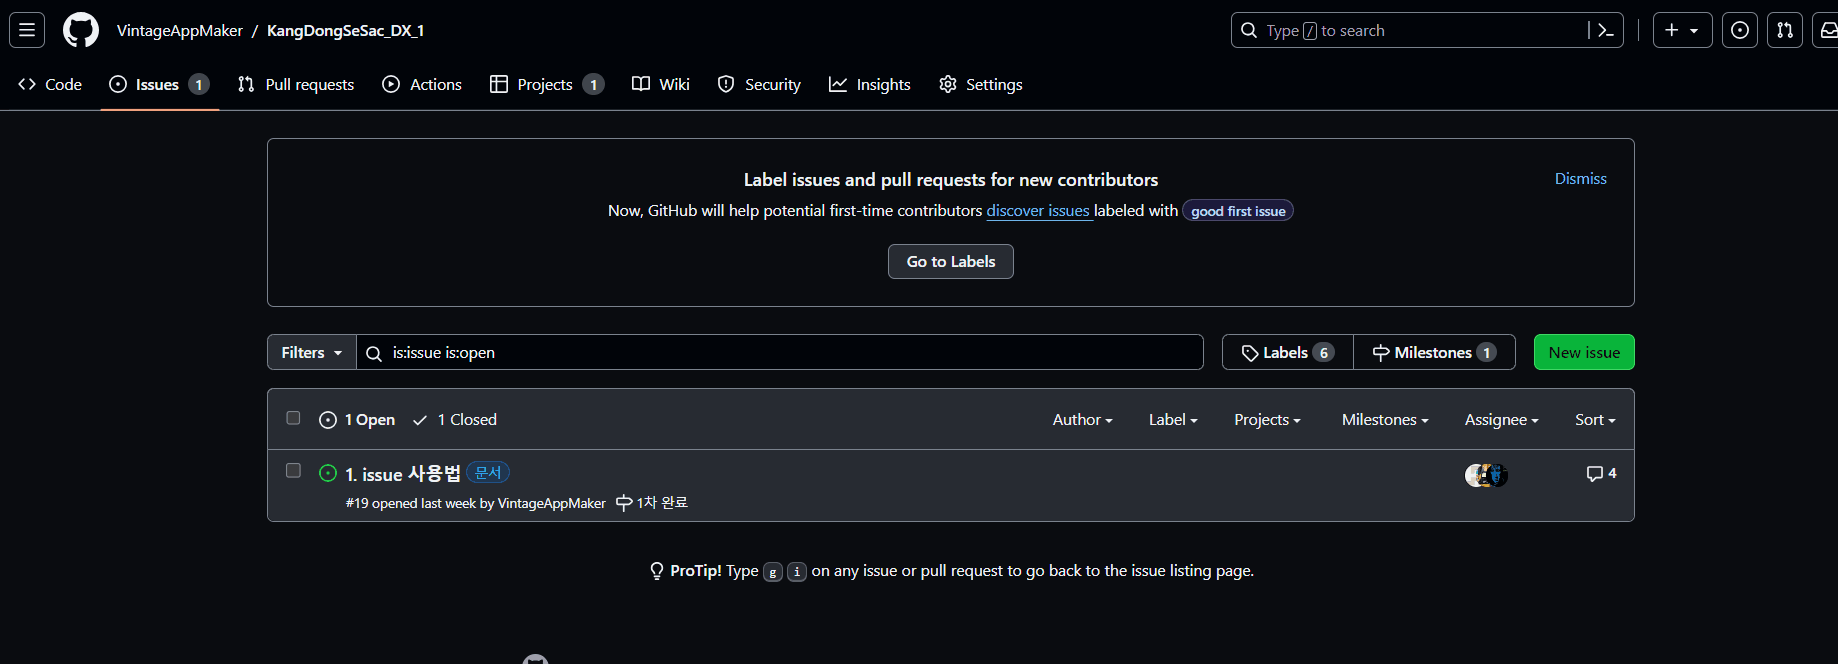 VintageAppMaker / KangDongSeSac_DX_1
Type / to search
Code Issues 1 Pull requests Actions Projects 1 Wiki Security Insights Settings
Label issues and pull requests for new contributors
Dismiss
Now, GitHub will help potential first-time contributors discover issues labeled with good first issue
Go to Labels
Filters is:issue is:open Labels 6 Milestones 1 New issue
1 Open 1 Closed Author Label Projects Milestones Assignee Sort
1. issue 사용법 문서 4
#19 opened last week by VintageAppMaker 1차 완료
ProTip! Type g i on any issue or pull request to go back to the issue listing page.